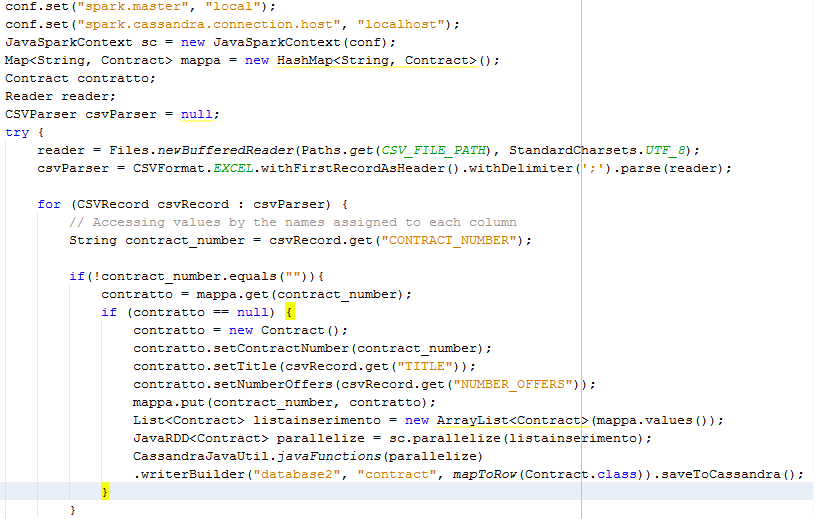 conf.set("spark.master", "local");
conf.set("spark.cassandra.connection.host", "localhost");
JavaSparkContext sc = new JavaSparkContext(conf);
Map<String, Contract> mappa = new HashMap<String, Contract>();
Contract contratto;
Reader reader;
CSVParser csvParser = null;
try {
    reader = Files.newBufferedReader(Paths.get(CSV_FILE_PATH), StandardCharsets.UTF_8);
    csvParser = CSVFormat.EXCEL.withFirstRecordAsHeader().withDelimiter(';').parse(reader);
    for (CSVRecord csvRecord : csvParser) {
        // Accessing values by the names assigned to each column
        String contract_number = csvRecord.get("CONTRACT_NUMBER");
        if(!contract_number.equals("")){
            contratto = mappa.get(contract_number);
            if (contratto == null) {
                contratto = new Contract();
                contratto.setContractNumber(contract_number);
                contratto.setTitle(csvRecord.get("TITLE"));
                contratto.setNumberOffers(csvRecord.get("NUMBER_OFFERS"));
                mappa.put(contract_number, contratto);
                List<Contract> listainserimento = new ArrayList<Contract>(mappa.values());
                JavaRDD<Contract> parallelize = sc.parallelize(listainserimento);
                CassandraJavaUtil.javaFunctions(parallelize)
                .writerBuilder("database2", "contract", mapToRow(Contract.class)).saveToCassandra();
            }
        }